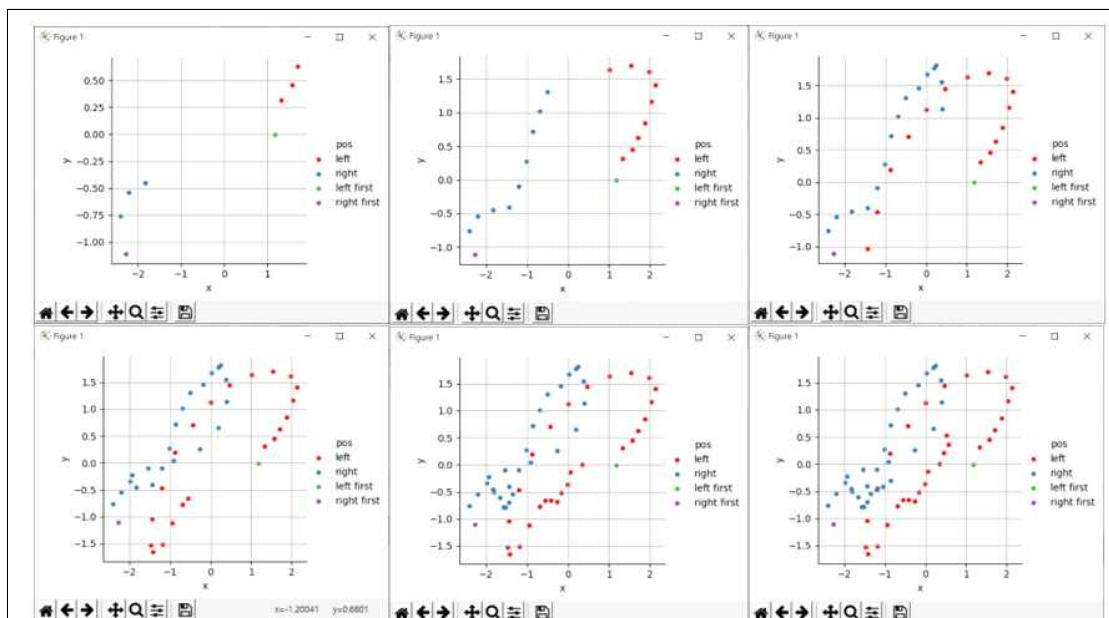 Figure 1
0.50
0.25
0.00
−0.25
−0.50
−0.75
−1.00
y
−2 −1 0 1
x
pos
left
right
left first
right first
Figure 1
1.5
1.0
0.5
0.0
−0.5
−1.0
y
−2 −1 0 1 2
x
pos
left
right
left first
right first
Figure 1
1.5
1.0
0.5
0.0
−0.5
−1.0
y
−2 −1 0 1 2
x
pos
left
right
left first
right first
Figure 1
1.5
1.0
0.5
0.0
−0.5
−1.0
−1.5
y
−2 −1 0 1 2
x
pos
left
right
left first
right first
x=-1.20041 y=0.6601
Figure 1
1.5
1.0
0.5
0.0
−0.5
−1.0
−1.5
y
−2 −1 0 1 2
x
pos
left
right
left first
right first
Figure 1
1.5
1.0
0.5
0.0
−0.5
−1.0
−1.5
y
−2 −1 0 1 2
x
pos
left
right
left first
right first